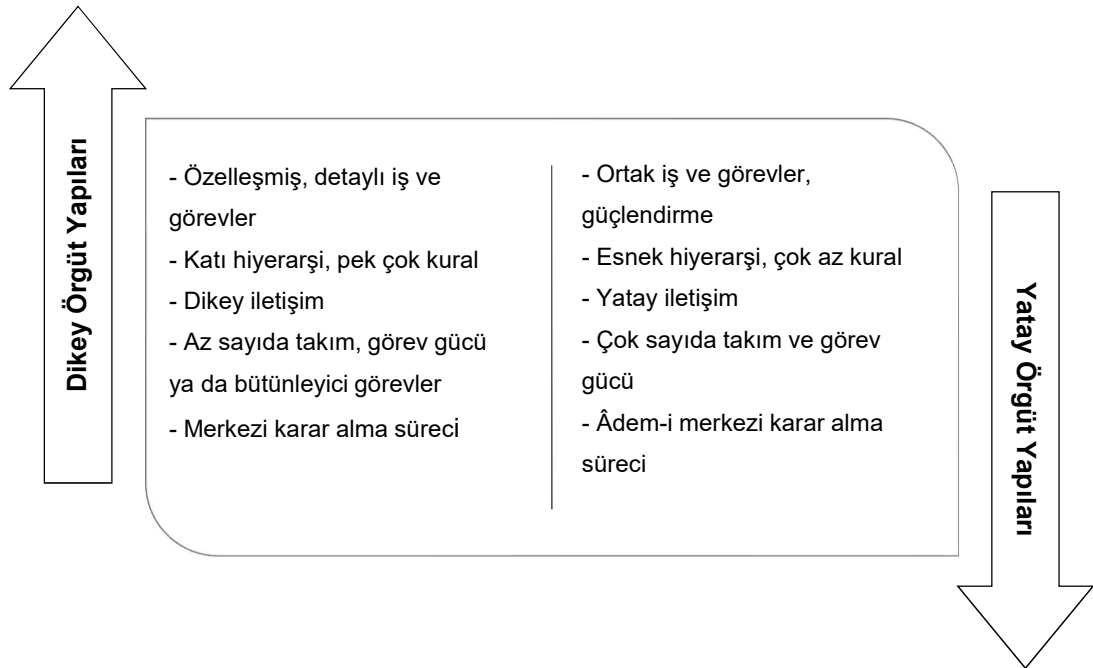 Dikey Örgüt Yapıları
- Özelleşmiş, detaylı iş ve
görevler
- Katı hiyerarşi, pek çok kural
- Dikey iletişim
- Az sayıda takım, görev gücü
ya da bütünleyici görevler
- Merkezi karar alma süreci
- Ortak iş ve görevler,
güçlendirme
- Esnek hiyerarşi, çok az kural
- Yatay iletişim
- Çok sayıda takım ve görev
gücü
- Âdem-i merkezi karar alma
süreci
Yatay Örgüt Yapıları